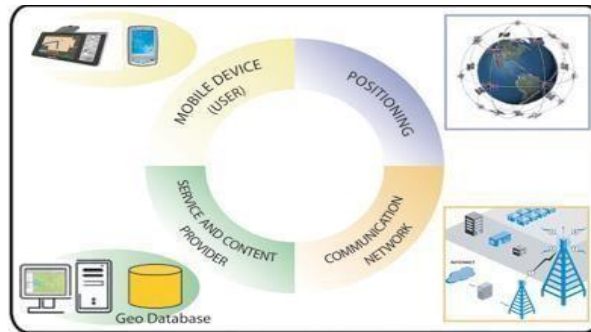 MOBILE DEVICE
(USER)
POSITIONING
SERVICE AND CONTENT
PROVIDER
COMMUNICATION
NETWORK
Geo Database